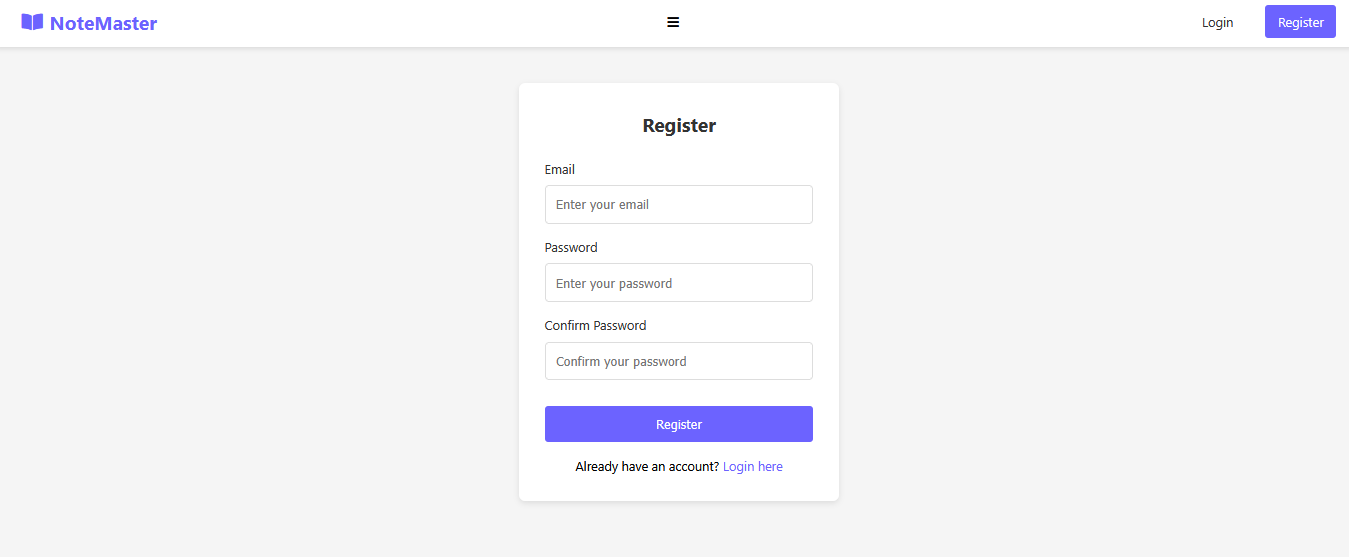 NoteMaster
Login
Register
Register
Email
Enter your email
Password
Enter your password
Confirm Password
Confirm your password
Register
Already have an account? Login here